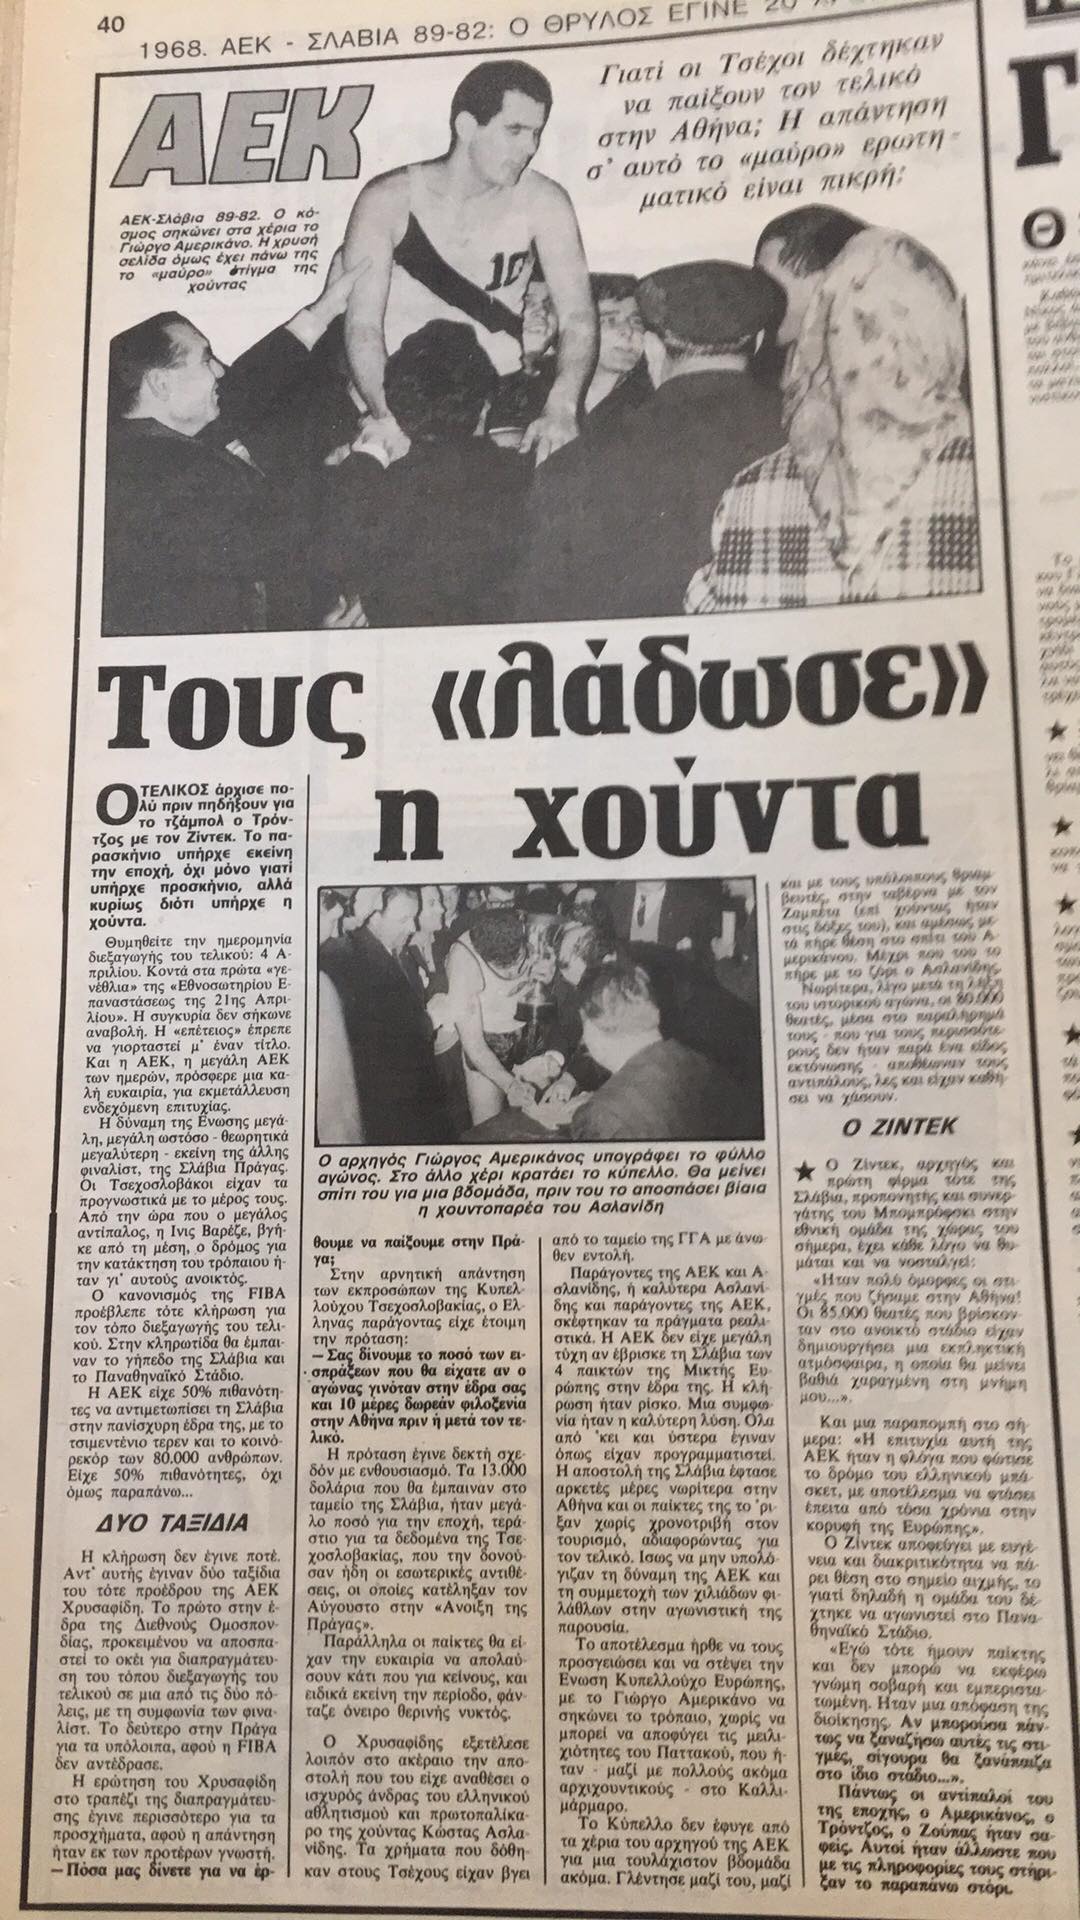 40
1968. ΑΕΚ - ΣΛΑΒΙΑ 89-82: Ο ΘΡΥΛΟΣ ΕΓΙΝΕ 20
ΑΕΚ
Γιατί οι Τσέχοι δέχτηκαν
να παίξουν τον τελικό
στην Αθήνα; Η απάντηση
σ' αυτό το «μαύρο» ερωτη-
ματικό είναι πικρή;
ΑΕΚ-Σλάβια 89-82. Ο κό-
σμος σηκώνει στα χέρια το
Γιώργο Αμερικάνο. Η χρυσή
σελίδα όμως έχει πάνω της
το «μαύρο» στίγμα της
χούντας
Τους «λάδωσε»
η χούντα
Ο ΤΕΛΙΚΟΣ άρχισε πο-
λύ πριν πηδήξουν για
το τζάμπολ ο Τρόν-
τζος με τον Ζίντεκ. Το πα-
ρασκήνιο υπήρχε εκείνη
την εποχή, όχι μόνο γιατί
υπήρχε προσκήνιο, αλλά
κυρίως διότι υπήρχε η
χούντα.
Θυμηθείτε την ημερομηνία
διεξαγωγής του τελικού: 4 Α-
πριλίου. Κοντά στα πρώτα «γε-
νέθλια» της «Εθνοσωτηρίου Ε-
παναστάσεως της 21ης Απρι-
λίου». Η συγκυρία δεν σήκωνε
αναβολή. Η «επέτειος» έπρεπε
να γιορταστεί μ' έναν τίτλο.
Και η ΑΕΚ, η μεγάλη ΑΕΚ
των ημερών, πρόσφερε μια κα-
λή ευκαιρία, για εκμετάλλευση
ενδεχόμενη επιτυχίας.
Η δύναμη της Ενωσης μεγά-
λη, μεγάλη ωστόσο - θεωρητικά
μεγαλύτερη - εκείνη της άλλης
φιναλίστ, της Σλάβια Πράγας.
Οι Τσεχοσλοβάκοι είχαν τα
προγνωστικά με το μέρος τους.
Από την ώρα που ο μεγάλος
αντίπαλος, η Ινις Βαρέζε, βγή-
κε από τη μέση, ο δρόμος για
την κατάκτηση του τρόπαιου ή-
ταν γι' αυτούς ανοικτός.
Ο κανονισμός της FIBA
προέβλεπε τότε κλήρωση για
τον τόπο διεξαγωγής του τελι-
κού. Στην κληρωτίδα θα έμπαι-
ναν το γήπεδο της Σλάβια και
το Παναθηναϊκό Στάδιο.
Η ΑΕΚ είχε 50% πιθανότη-
τες να αντιμετωπίσει τη Σλάβια
στην πανίσχυρη έδρα της, με το
τσιμεντένιο τερεν και το κοινό-
ρεκόρ των 80.000 ανθρώπων.
Είχε 50% πιθανότητες, όχι
όμως παραπάνω...
ΔΥΟ ΤΑΞΙΔΙΑ
Η κλήρωση δεν έγινε ποτέ.
Αντ' αυτής έγιναν δύο ταξίδια
του τότε προέδρου της ΑΕΚ
Χρυσαφίδη. Το πρώτο στην έ-
δρα της Διεθνούς Ομοσπον-
δίας, προκειμένου να αποσπα-
στεί το οκέι για διαπραγμάτευ-
ση του τόπου διεξαγωγής του
τελικού σε μια από τις δύο πό-
λεις, με τη συμφωνία των φινα-
λίστ. Το δεύτερο στην Πράγα
για τα υπόλοιπα, αφού η FIBA
δεν αντέδρασε.
Η ερώτηση του Χρυσαφίδη
στο τραπέζι της διαπραγμάτευ-
σης έγινε περισσότερο για τα
προσχήματα, αφού η απάντηση
ήταν εκ των προτέρων γνωστή.
—Πόσα μας δίνετε για να έρ-
Ο αρχηγός Γιώργος Αμερικάνος υπογράφει το φύλλο
αγώνος. Στο άλλο χέρι κρατάει το κύπελλο. Θα μείνει
σπίτι του για μια βδομάδα, πριν του το αποσπάσει βίαια
η χουντοπαρέα του Ασλανίδη
θουμε να παίξουμε στην Πρά-
γα;
Στην αρνητική απάντηση
των εκπροσώπων της Κυπελ-
λούχου Τσεχοσλοβακίας, ο Ελ-
ληνας παράγοντας είχε έτοιμη
την πρόταση:
—Σας δίνουμε το ποσό των ει-
σπράξεων που θα είχατε αν ο
αγώνας γινόταν στην έδρα σας
και 10 μέρες δωρεάν φιλοξενία
στην Αθήνα πριν ή μετά τον τε-
λικό.
Η πρόταση έγινε δεκτή σχε-
δόν με ενθουσιασμό. Τα 13.000
δολάρια που θα έμπαιναν στο
ταμείο της Σλάβια, ήταν μεγά-
λο ποσό για την εποχή, τερά-
στιο για τα δεδομένα της Τσε-
χοσλοβακίας, που την δονού-
σαν ήδη οι εσωτερικές αντιθέ-
σεις, οι οποίες κατέληξαν τον
Αύγουστο στην «Ανοιξη της
Πράγας».
Παράλληλα οι παίκτες θα εί-
χαν την ευκαιρία να απολαύ-
σουν κάτι που για κείνους, και
ειδικά εκείνη την περίοδο, φάν-
ταζε όνειρο θερινής νυκτός.
Ο Χρυσαφίδης εξετέλεσε
λοιπόν στο ακέραιο την απο-
στολή που του είχε αναθέσει ο
ισχυρός άνδρας του ελληνικού
αθλητισμού και πρωτοπαλίκα-
ρο της χούντας Κώστας Ασλα-
νίδης. Τα χρήματα που δόθη-
καν στους Τσέχους είχαν βγει
από το ταμείο της ΓΓΑ με άνω-
θεν εντολή.
Παράγοντες της ΑΕΚ και Α-
σλανίδης, ή καλύτερα Ασλανί-
δης και παράγοντες της ΑΕΚ,
σκέφτηκαν τα πράγματα ρεαλι-
στικά. Η ΑΕΚ δεν είχε μεγάλη
τύχη αν έβρισκε τη Σλάβια των
4 παικτών της Μικτής Ευ-
ρώπης στην έδρα της. Η κλή-
ρωση ήταν ρίσκο. Μια συμφω-
νία ήταν η καλύτερη λύση. Ολα
από 'κει και ύστερα έγιναν
όπως είχαν προγραμματιστεί.
Η αποστολή της Σλάβια έφτασε
αρκετές μέρες νωρίτερα στην
Αθήνα και οι παίκτες της το 'ρι-
ξαν χωρίς χρονοτριβή στον
τουρισμό, αδιαφορώντας για
τον τελικό. Ισως να μην υπολό-
γιζαν τη δύναμη της ΑΕΚ και
τη συμμετοχή των χιλιάδων φι-
λάθλων στην αγωνιστική της
παρουσία.
Το αποτέλεσμα ήρθε να τους
προσγειώσει και να στέψει την
Ενωση Κυπελλούχο Ευρώπης,
με το Γιώργο Αμερικάνο να
σηκώνει το τρόπαιο, χωρίς να
μπορεί να αποφύγει τις μειλι-
χιότητες του Παττακού, που ή-
ταν - μαζί με πολλούς ακόμα
αρχιχουντικούς - στο Καλλι-
μάρμαρο.
Το Κύπελλο δεν έφυγε από
τα χέρια του αρχηγού της ΑΕΚ
για μια τουλάχιστον βδομάδα
ακόμα. Γλέντησε μαζί του, μαζί
και με τους υπόλοιπους θριαμ-
βευτές, στην ταβέρνα με τον
Ζαμπέτα (επί χούντας ήταν
στις δόξες του), και αμέσως με-
τά πήρε θέση στο σπίτι του Α-
μερικάνου. Μέχρι που του το
πήρε με το ζόρι ο Ασλανίδης.
Νωρίτερα, λίγο μετά τη λήξη
του ιστορικού αγώνα, οι 80.000
θεατές, μέσα στο παραλήρημά
τους - που για τους περισσότε-
ρους δεν ήταν παρά ένα είδος
εκτόνωσης - αποθέωναν τους
αντιπάλους, λες και είχαν καθή-
σει να χάσουν.
Ο ΖΙΝΤΕΚ
★ Ο Ζίντεκ, αρχηγός και
πρώτη φίρμα τότε της
Σλάβια, προπονητής και συνερ-
γάτης του Μπομπρόφσκι στην
εθνική ομάδα της χώρας του
σήμερα, έχει κάθε λόγο να θυ-
μάται και να νοσταλγεί:
«Ηταν πολύ όμορφες οι στι-
γμές που ζήσαμε στην Αθήνα!
Οι 85.000 θεατές που βρίσκον-
ταν στο ανοικτό στάδιο είχαν
δημιουργήσει μια εκπληκτική
ατμόσφαιρα, η οποία θα μείνει
βαθιά χαραγμένη στη μνήμη
μου...».
Και μια παραπομπή στο σή-
μερα: «Η επιτυχία αυτή της
ΑΕΚ ήταν η φλόγα που φώτισε
το δρόμο του ελληνικού μπά-
σκετ, με αποτέλεσμα να φτάσει
έπειτα από τόσα χρόνια στην
κορυφή της Ευρώπης».
Ο Ζίντεκ αποφεύγει με ευγέ-
νεια και διακριτικότητα να πά-
ρει θέση στο σημείο αιχμής, το
γιατί δηλαδή η ομάδα του δέ-
χτηκε να αγωνιστεί στο Πανα-
θηναϊκό Στάδιο.
«Εγώ τότε ήμουν παίκτης
και δεν μπορώ να εκφέρω
γνώμη σοβαρή και εμπεριστα-
τωμένη. Ηταν μια απόφαση της
διοίκησης. Αν μπορούσα πάν-
τως να ξαναζήσω αυτές τις στι-
γμές, σίγουρα θα ξανάπαιζα
στο ίδιο στάδιο...».
Πάντως οι αντίπαλοί του
της εποχής, ο Αμερικάνος, ο
Τρόντζος, ο Ζούπας ήταν σα-
φείς. Αυτοί ήταν άλλωστε που
με τις πληροφορίες τους στήρι-
ξαν το παραπάνω στόρι.